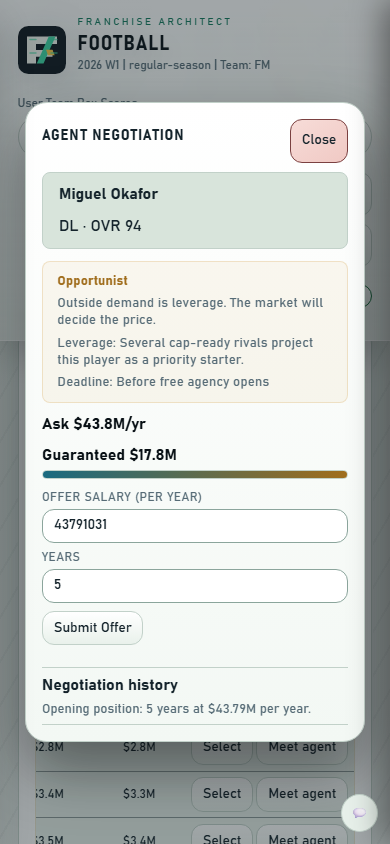 FRANCHISE ARCHITECT
FOOTBALL
2026 W1 | regular-season | Team: FM
AGENT NEGOTIATION
Close
Miguel Okafor
DL · OVR 94
Opportunist
Outside demand is leverage. The market will
decide the price.
Leverage: Several cap-ready rivals project
this player as a priority starter.
Deadline: Before free agency opens
Ask $43.8M/yr
Guaranteed $17.8M
OFFER SALARY (PER YEAR)
43791031
YEARS
5
Submit Offer
Negotiation history
Opening position: 5 years at $43.79M per year.
$2.8M $2.8M Select Meet agent
$3.4M $3.3M Select Meet agent
$3.5M $3.4M Select Meet agent